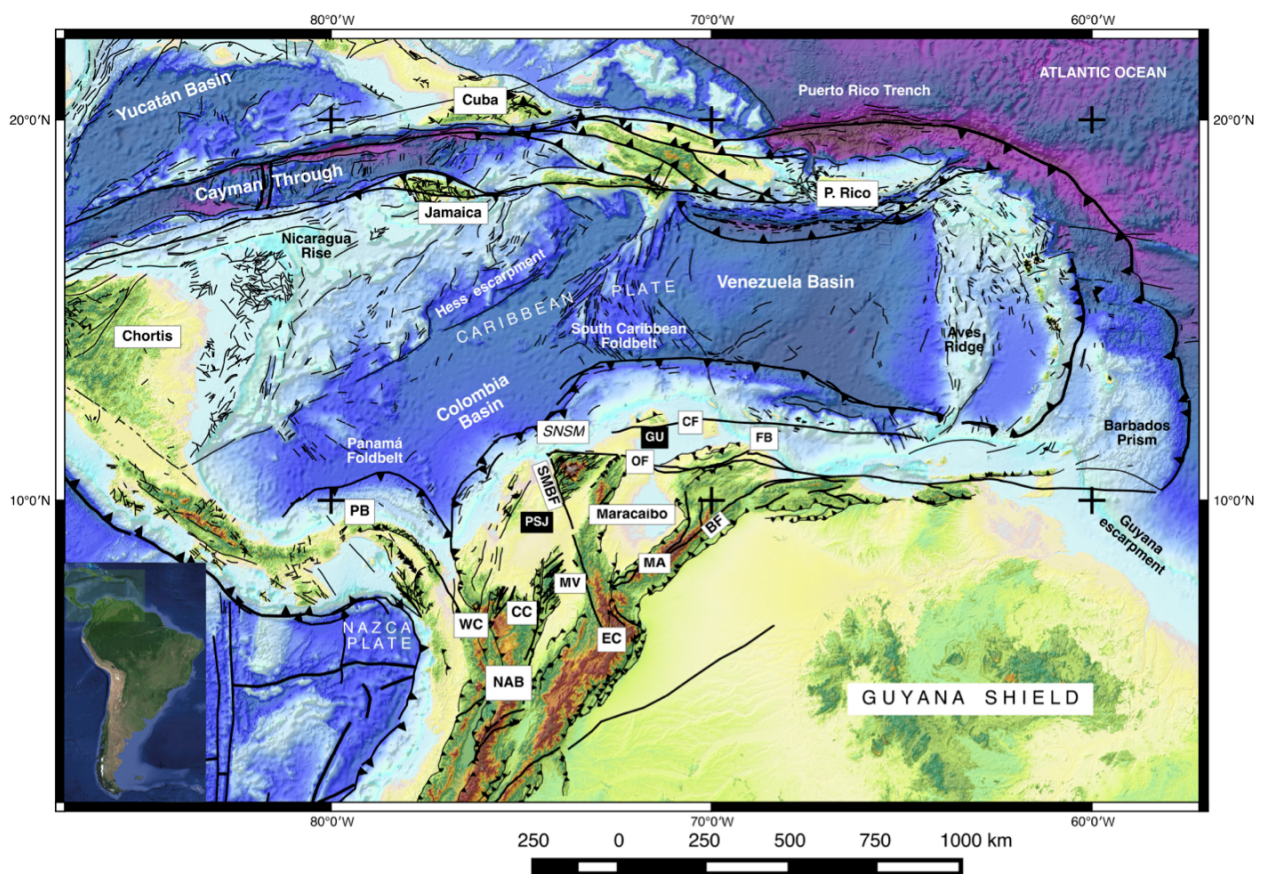 80°0'W 70°0'W 60°0'W
ATLANTIC OCEAN
Puerto Rico Trench
Yucatán Basin
Cuba
20°0'N 20°0'N
Cayman Through
P. Rico
Jamaica
Nicaragua
Rise
Hess escarpment
Venezuela Basin
CARIBBEAN PLATE
Chortis
South Caribbean
Foldbelt
Aves
Ridge
Colombia
Basin
Barbados
Prism
SNSM
CF
GU
FB
Panamá
Foldbelt
OF
SMBF
10°0'N 10°0'N
PB
Maracaibo
PSJ
BF
Guyana
escarpment
MA
MV
CC
WC
NAZCA
PLATE
EC
NAB
GUYANA SHIELD
80°0'W 70°0'W 60°0'W
250 0 250 500 750 1000 km